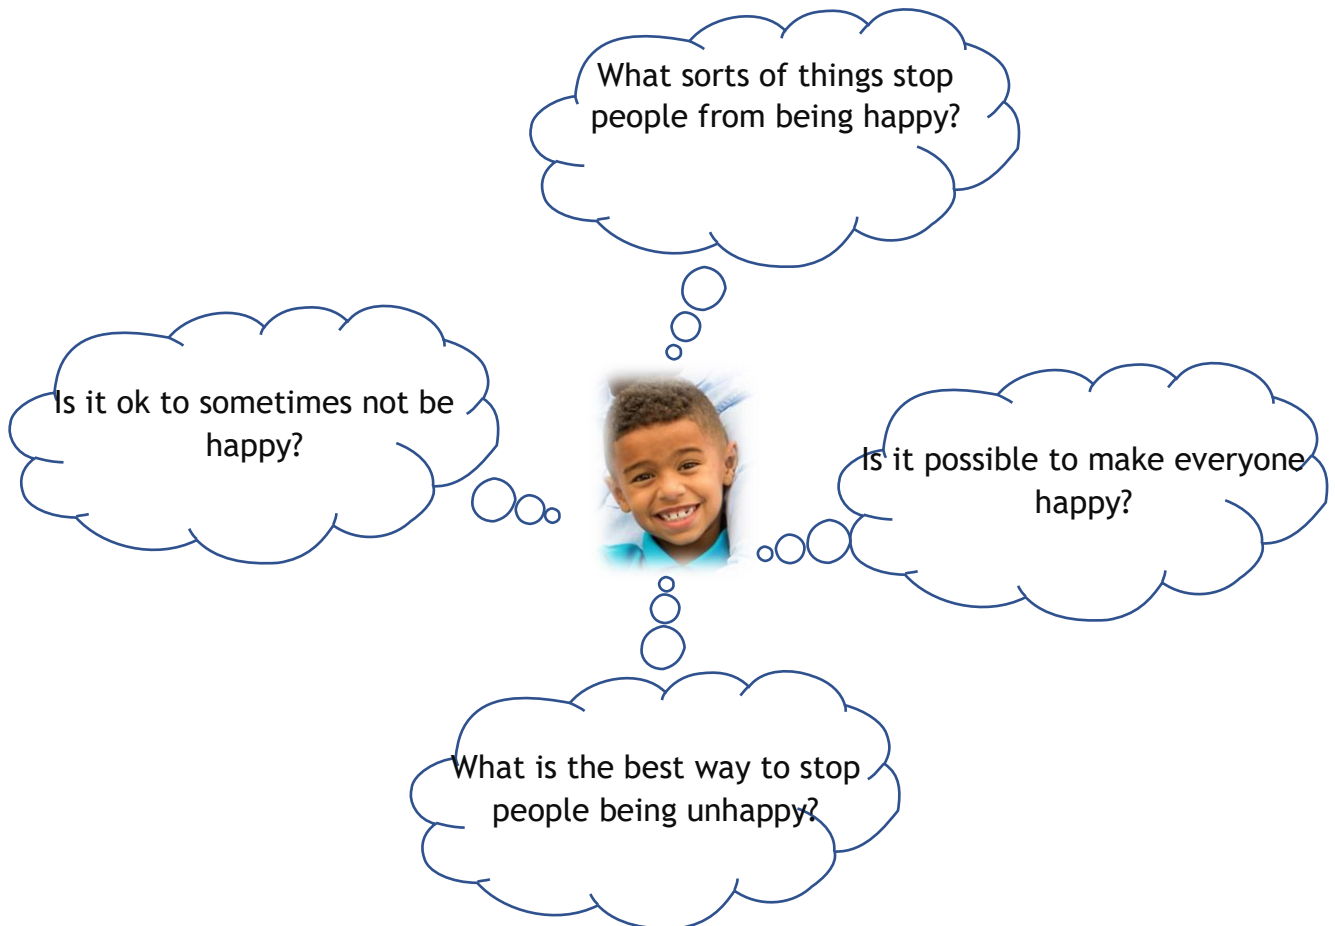 What sorts of things stop
people from being happy?
Is it ok to sometimes not be
happy?
Is it possible to make everyone
happy?
What is the best way to stop
people being unhappy?